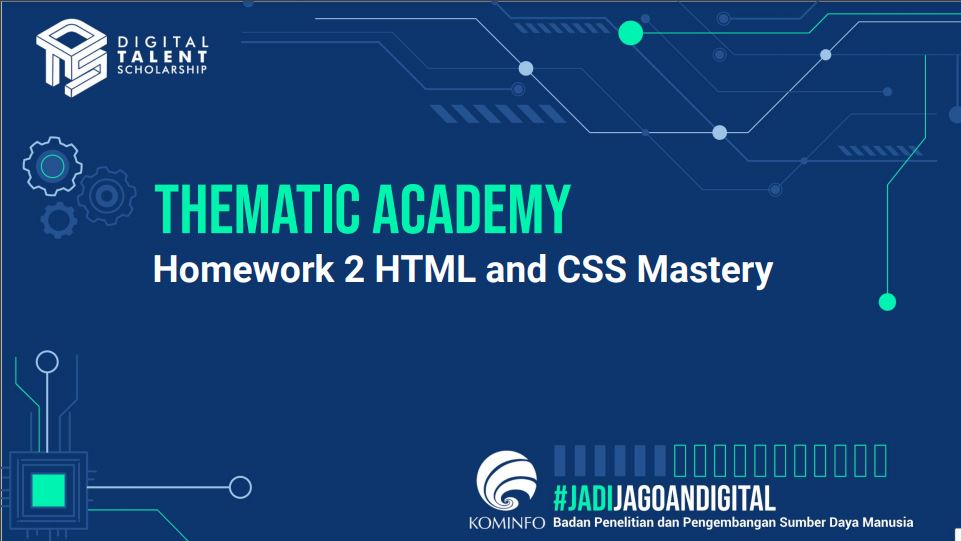 DIGITAL
TALENT
SCHOLARSHIP
THEMATIC ACADEMY
Homework 2 HTML and CSS Mastery
#JADIJAGOANDIGITAL
KOMINFO
Badan Penelitian dan Pengembangan Sumber Daya Manusia